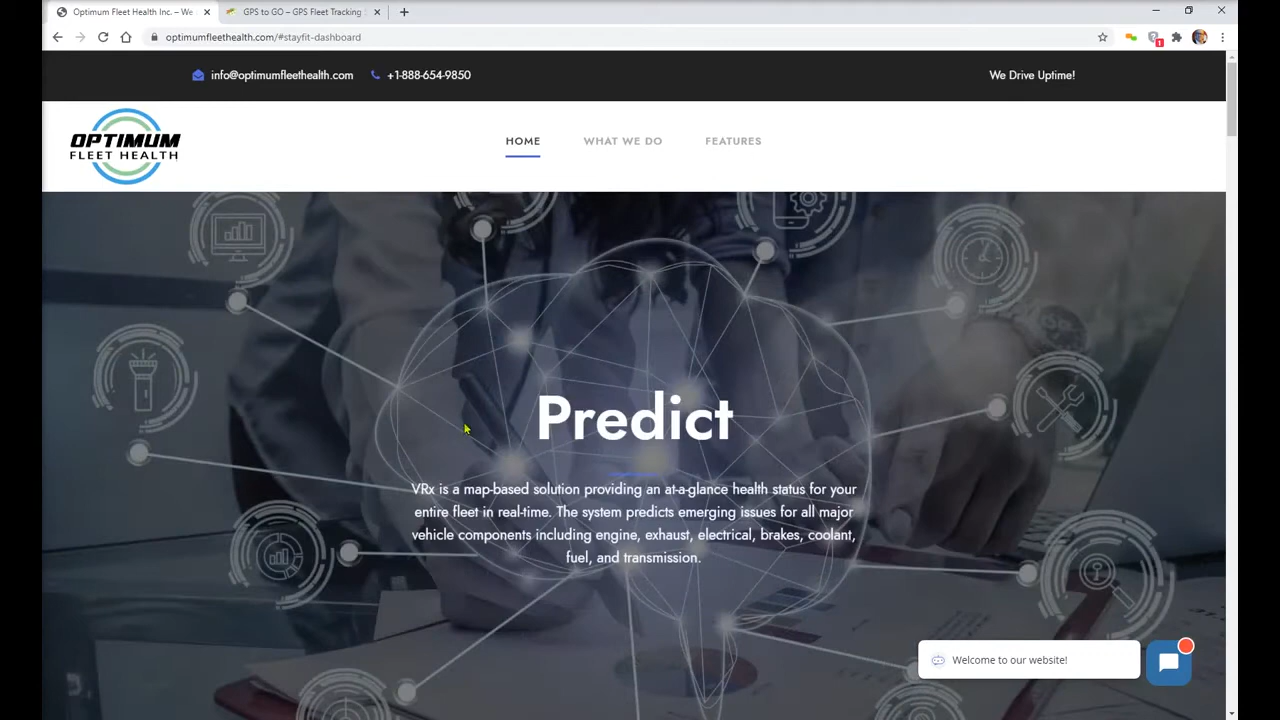 Optimum Fleet Health Inc. – We
GPS to GO – GPS Fleet Tracking
optimumfleethealth.com/#stayfit-dashboard
1
info@optimumfleethealth.com
+1-888-654-9850
We Drive Uptime!
OPTIMUM
FLEET HEALTH
HOME
WHAT WE DO
FEATURES
Predict
VRx is a map-based solution providing an at-a-glance health status for your
entire fleet in real-time. The system predicts emerging issues for all major
vehicle components including engine, exhaust, electrical, brakes, coolant,
fuel, and transmission.
Welcome to our website!